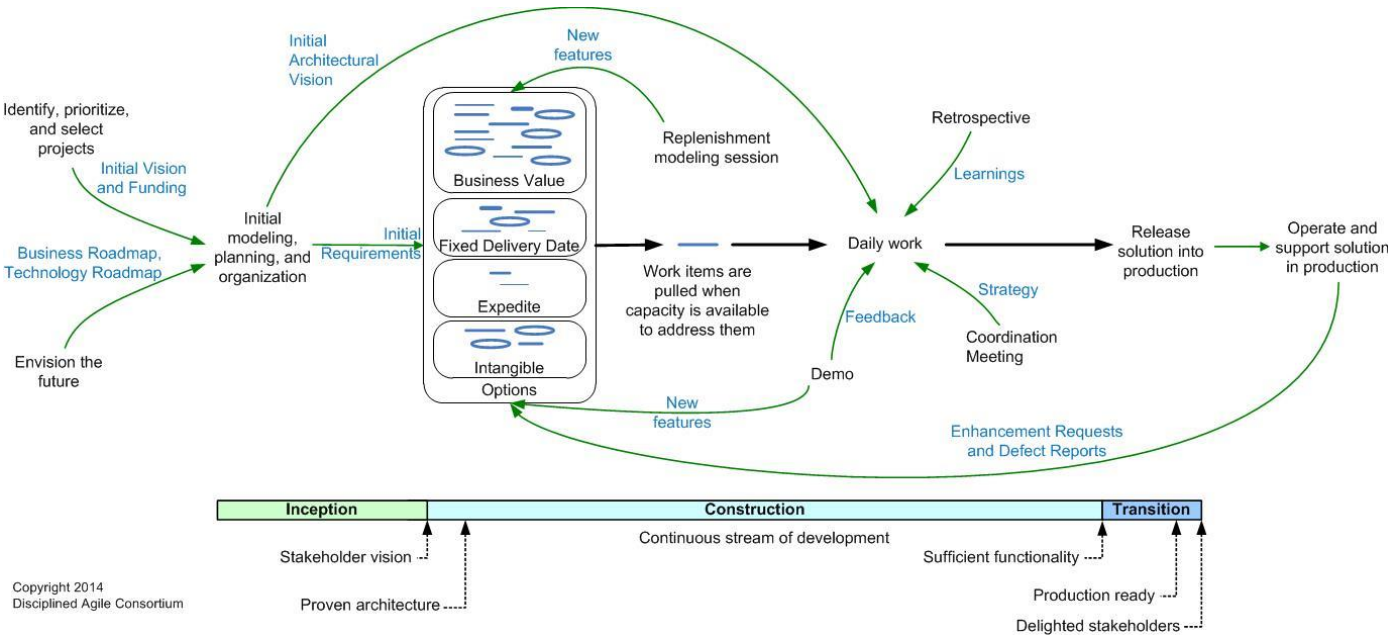 Identify, prioritize,
and select
projects
Initial Vision
and Funding
Business Roadmap,
Technology Roadmap
Envision the
future
Initial
modeling,
planning, and
organization
Initial
Architectural
Vision
Initial
Requirements
New
features
Replenishment
modeling session
Business Value
Fixed Delivery Date
Expedite
Intangible
Options
Work items are
pulled when
capacity is available
to address them
Daily work
Retrospective
Learnings
Feedback
Demo
New
features
Strategy
Coordination
Meeting
Release
solution into
production
Operate and
support solution
in production
Enhancement Requests
and Defect Reports
Inception
Construction
Transition
Continuous stream of development
Stakeholder vision
Proven architecture
Sufficient functionality
Production ready
Delighted stakeholders
Copyright 2014
Disciplined Agile Consortium